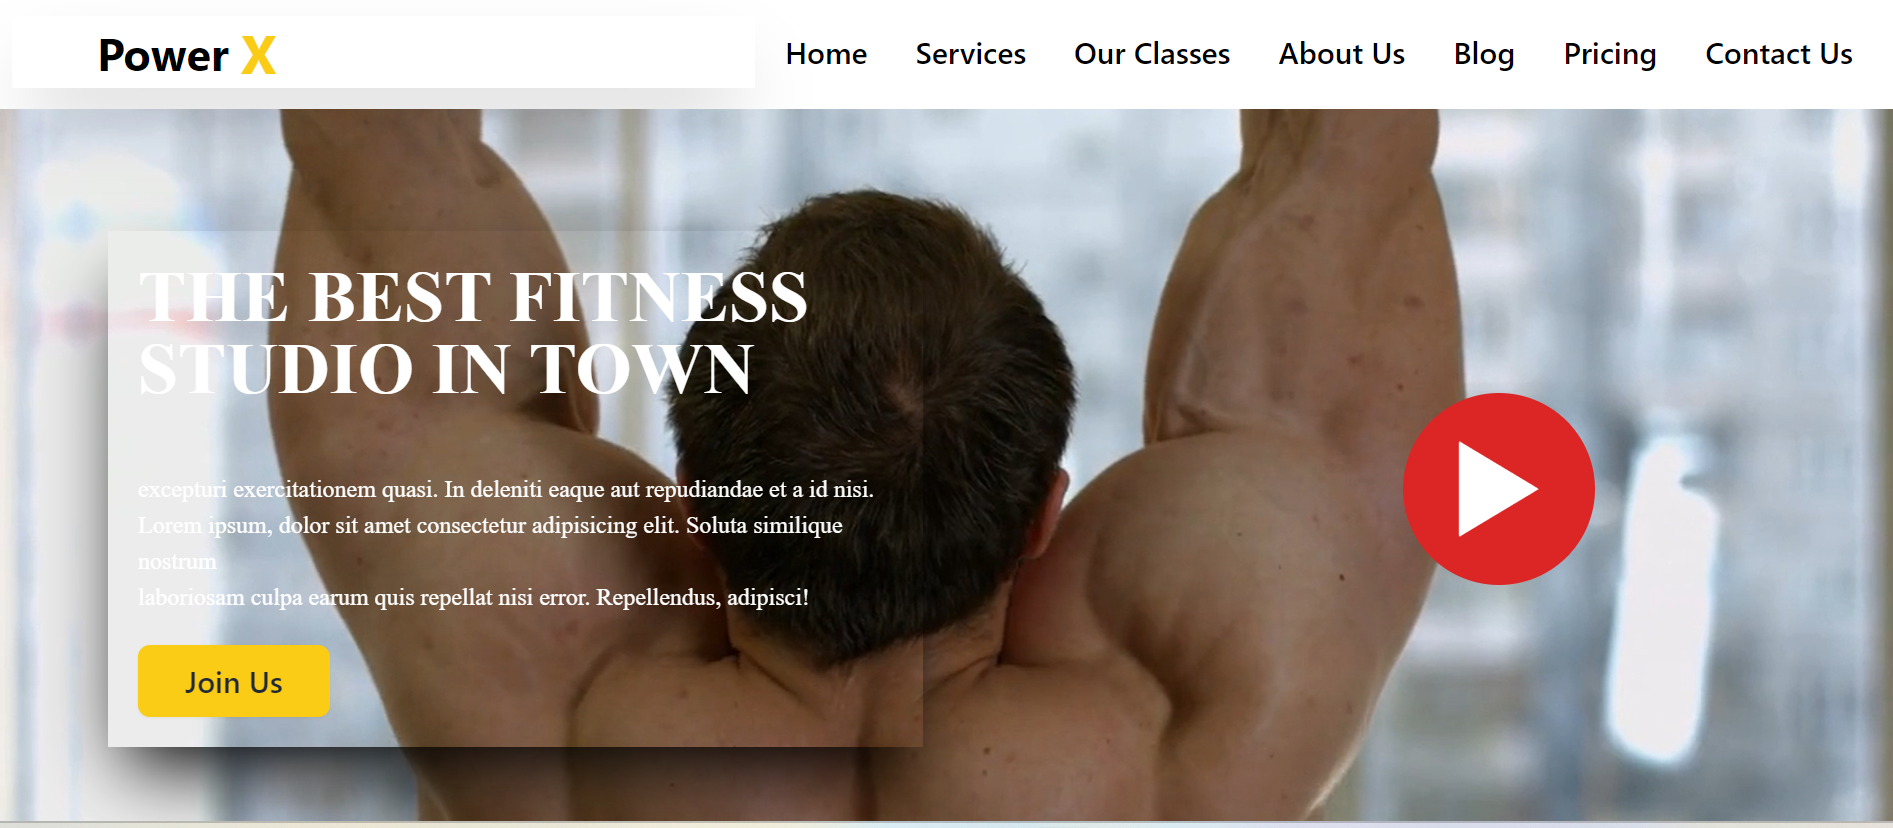 Power X
Home Services Our Classes About Us Blog Pricing Contact Us
THE BEST FITNESS
STUDIO IN TOWN
excepturi exercitationem quasi. In deleniti eaque aut repudiandae et a id nisi.
Lorem ipsum, dolor sit amet consectetur adipisicing elit. Soluta similique
nostrum
laboriosam culpa earum quis repellat nisi error. Repellendus, adipisci!
Join Us